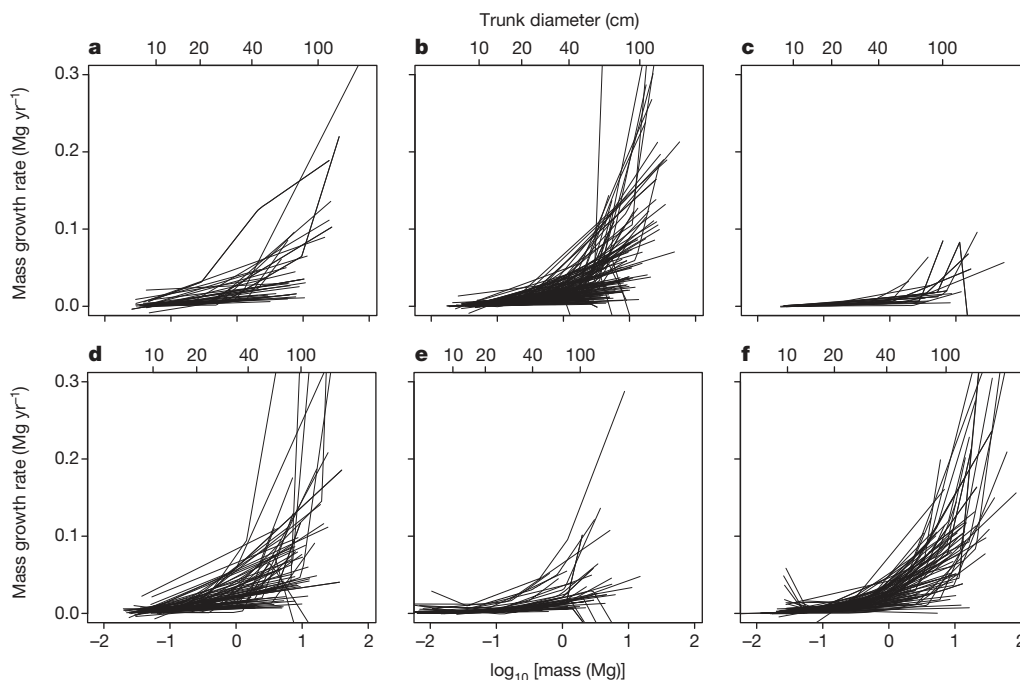 Trunk diameter (cm)
a 10 20 40 100
b 10 20 40 100
c 10 20 40 100
Mass growth rate (Mg yr⁻¹)
0.3
0.2
0.1
0.0
d 10 20 40 100
e 10 20 40 100
f 10 20 40 100
Mass growth rate (Mg yr⁻¹)
0.3
0.2
0.1
0.0
−2 −1 0 1 2
−2 −1 0 1 2
−2 −1 0 1 2
log₁₀ [mass (Mg)]